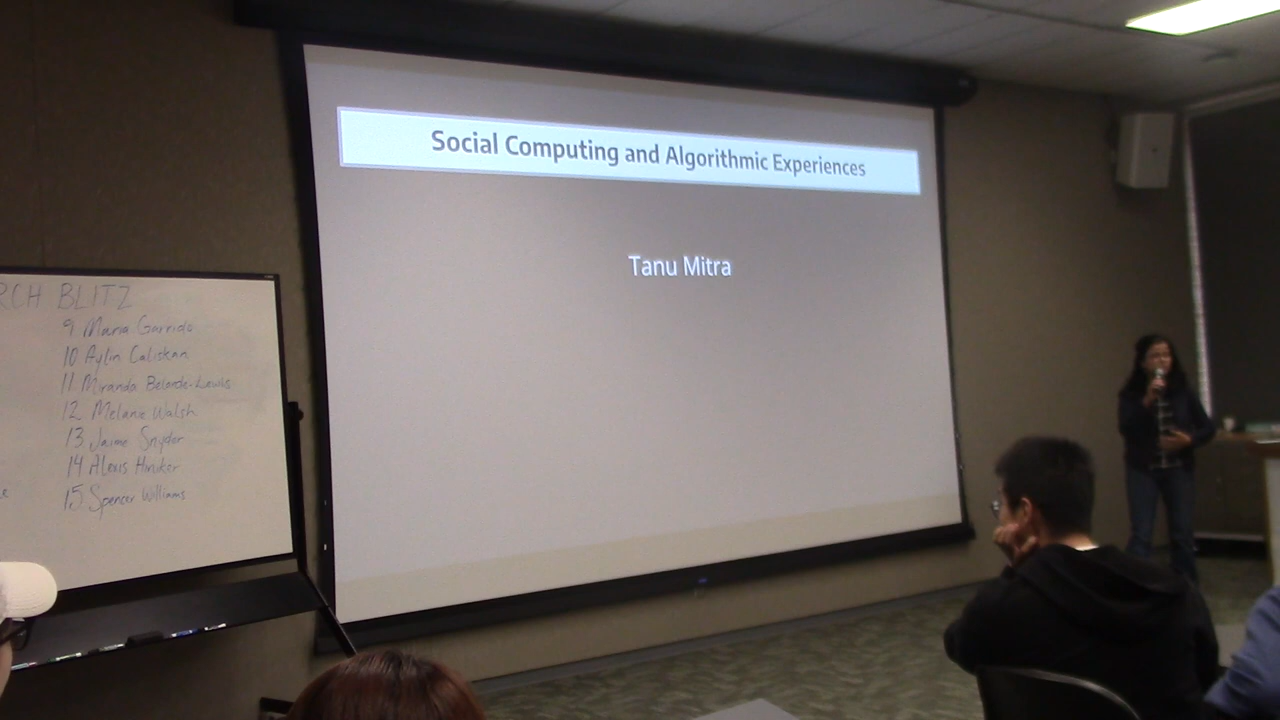 Social Computing and Algorithmic Experiences
Tanu Mitra
RCH BLITZ
9 Maria Garrido
10 Aylin Caliskan
11 Miranda Belarde-Lewis
12 Melanie Walsh
13 Jaime Snyder
14 Alexis Hiniker
15 Spencer Williams